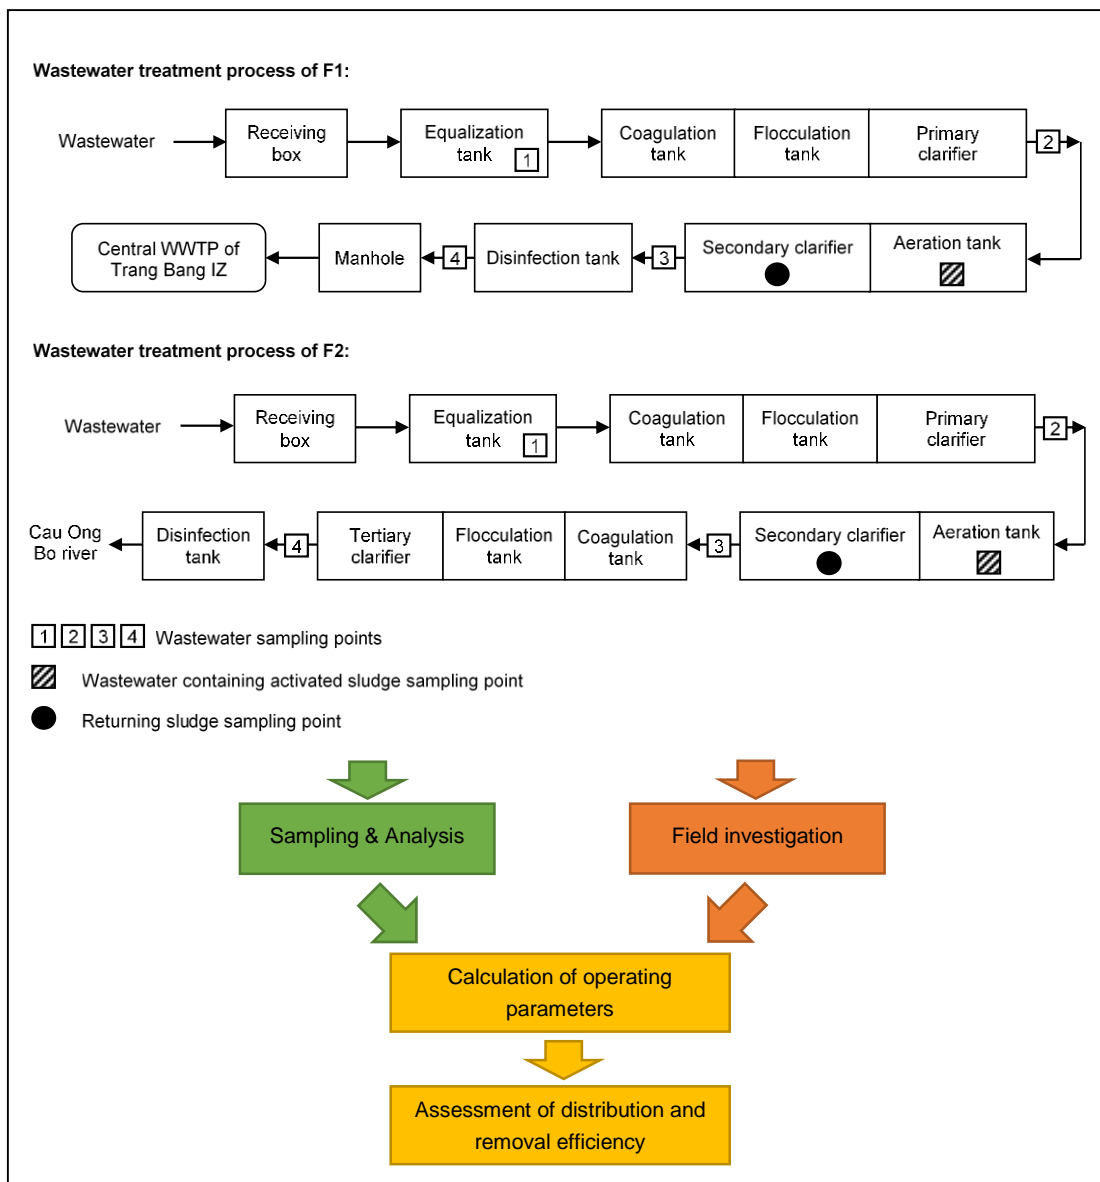 Wastewater treatment process of F1:
Wastewater
Receiving
box
Equalization
tank
1
Coagulation
tank
Flocculation
tank
Primary
clarifier
2
Central WWTP of
Trang Bang IZ
Manhole
4
Disinfection tank
3
Secondary clarifier
Aeration tank
Wastewater treatment process of F2:
Wastewater
Receiving
box
Equalization
tank
1
Coagulation
tank
Flocculation
tank
Primary
clarifier
2
Cau Ong
Bo river
Disinfection
tank
4
Tertiary
clarifier
Flocculation
tank
Coagulation
tank
3
Secondary clarifier
Aeration tank
1 2 3 4 Wastewater sampling points
Wastewater containing activated sludge sampling point
Returning sludge sampling point
Sampling & Analysis
Field investigation
Calculation of operating
parameters
Assessment of distribution and
removal efficiency